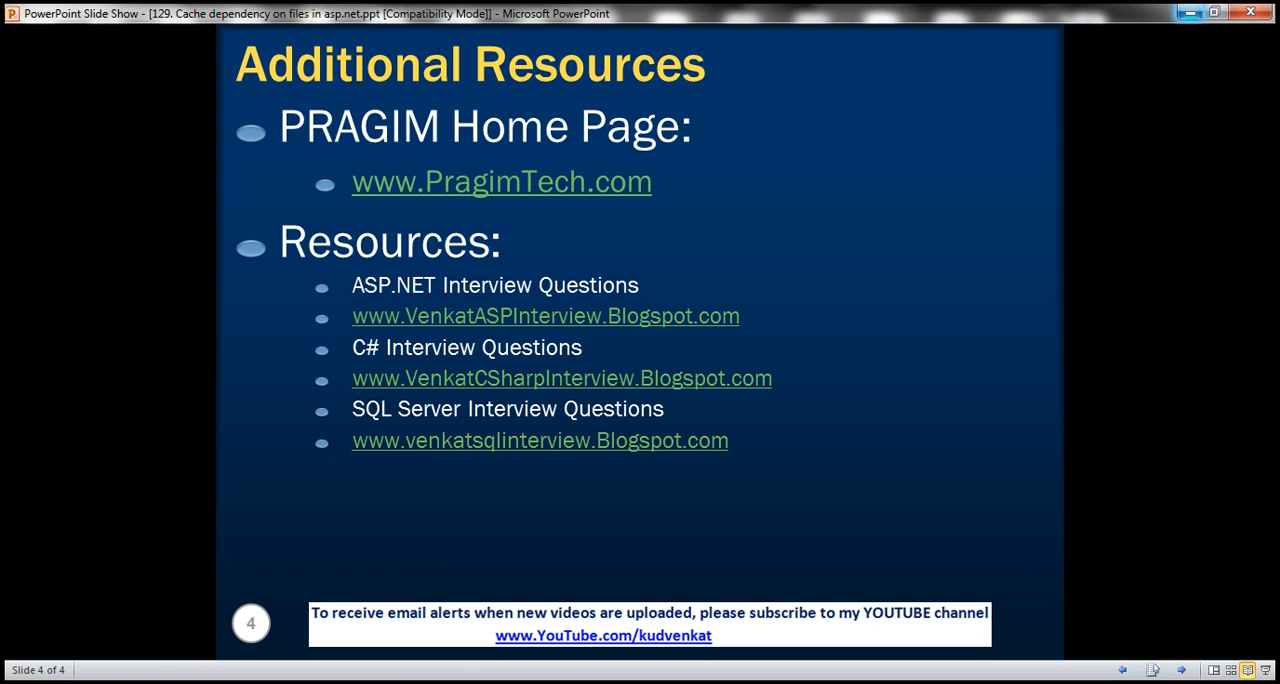 PowerPoint Slide Show - [129. Cache dependency on files in asp.net.ppt [Compatibility Mode]] - Microsoft PowerPoint
Additional Resources
PRAGIM Home Page:
www.PragimTech.com
Resources:
ASP.NET Interview Questions
www.VenkatASPInterview.Blogspot.com
C# Interview Questions
www.VenkatCSharpInterview.Blogspot.com
SQL Server Interview Questions
www.venkatsqlinterview.Blogspot.com
4
To receive email alerts when new videos are uploaded, please subscribe to my YOUTUBE channel
www.YouTube.com/kudvenkat
Slide 4 of 4